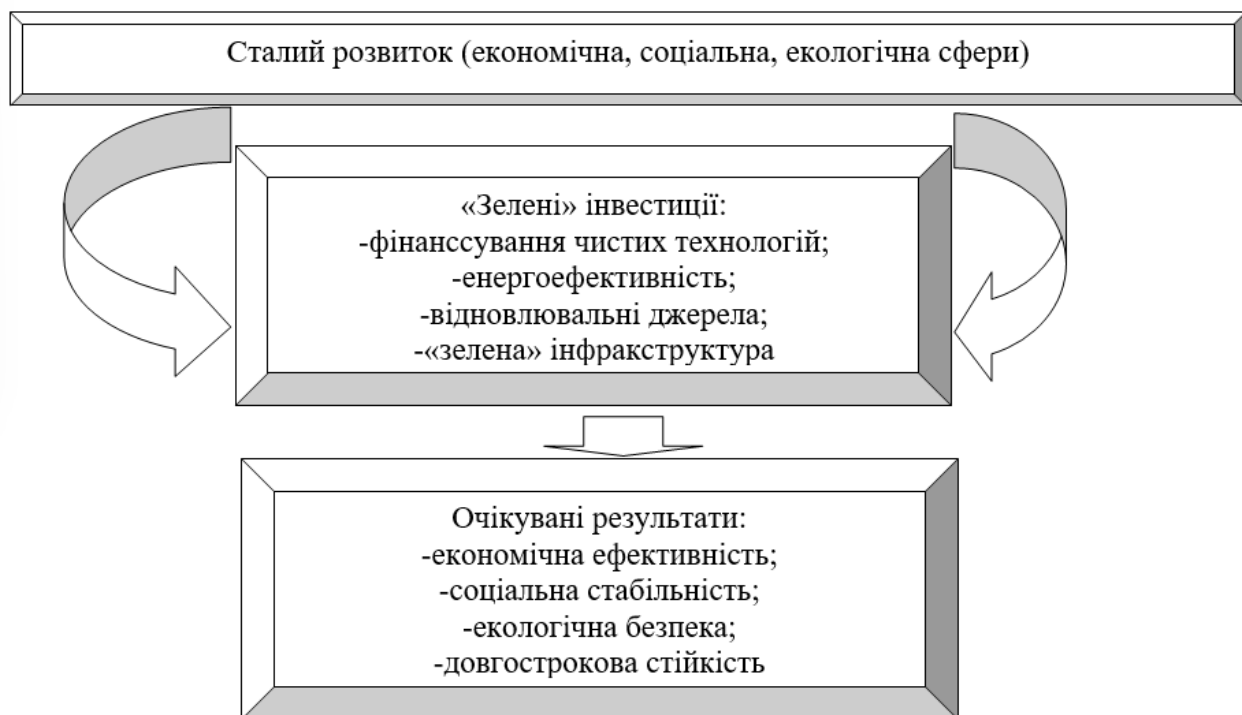 Сталий розвиток (економічна, соціальна, екологічна сфери)
«Зелені» інвестиції:
-фінанссування чистих технологій;
-енергоефективність;
-відновлювальні джерела;
-«зелена» інфракструктура
Очікувані результати:
-економічна ефективність;
-соціальна стабільність;
-екологічна безпека;
-довгострокова стійкість